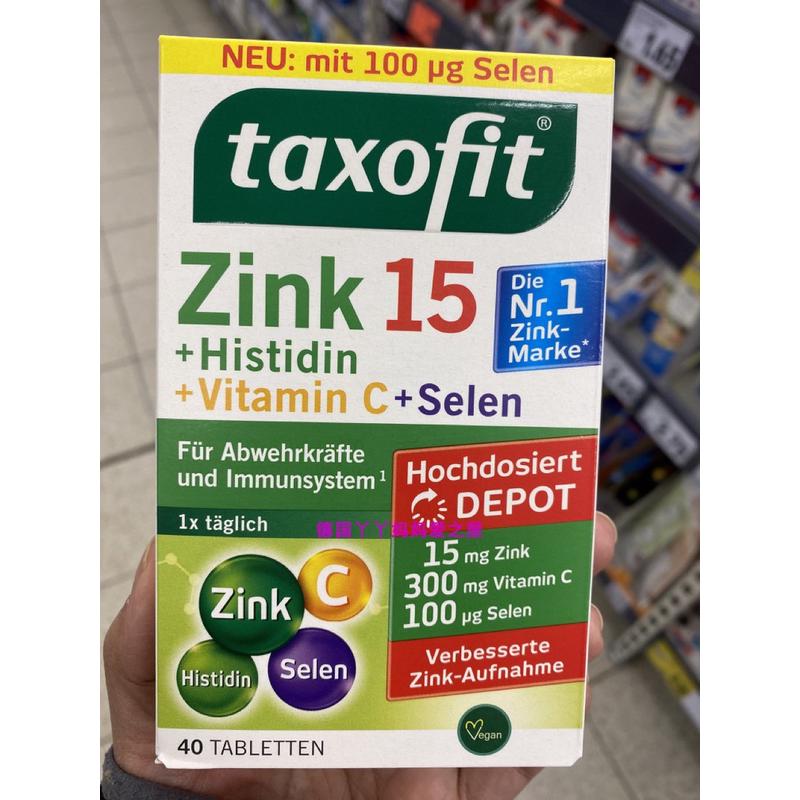 NEU: mit 100 µg Selen
taxofit®
Zink 15
+Histidin
+Vitamin C+Selen
Die
Nr.1
Zink-
Marke*
Für Abwehrkräfte
und Immunsystem¹
1x täglich
Hochdosiert
DEPOT
15 mg Zink
300 mg Vitamin C
100 µg Selen
Verbesserte
Zink-Aufnahme
Zink
C
Histidin
Selen
Vegan
40 TABLETTEN
1.65